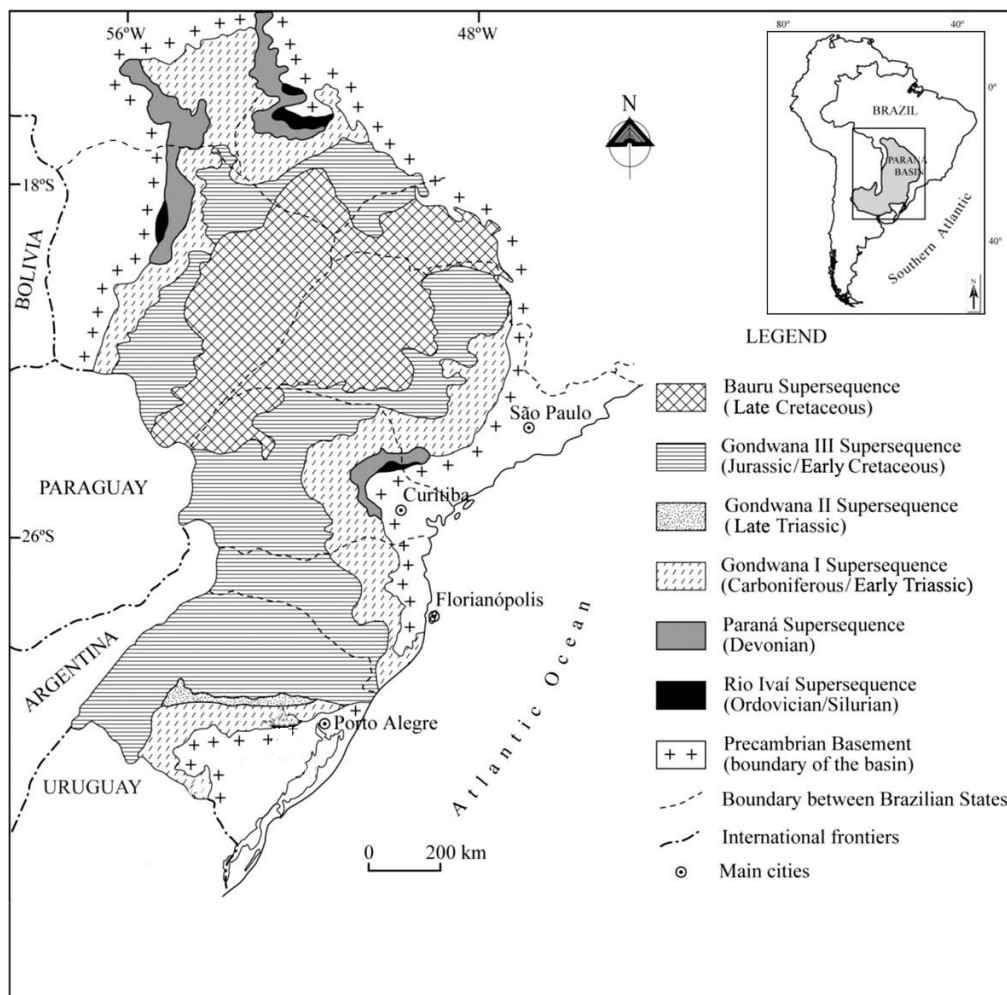 56ºW
48ºW
18ºS
26ºS
BOLIVIA
PARAGUAY
ARGENTINA
URUGUAY
São Paulo
Curitiba
Florianópolis
Porto Alegre
Atlantic Ocean
0 200 km
N
80º
40º
0º
40º
BRAZIL
PARANÁ
BASIN
Southern Atlantic
N
LEGEND
Bauru Supersequence
(Late Cretaceous)
Gondwana III Supersequence
(Jurassic/Early Cretaceous)
Gondwana II Supersequence
(Late Triassic)
Gondwana I Supersequence
(Carboniferous/Early Triassic)
Paraná Supersequence
(Devonian)
Rio Ivaí Supersequence
(Ordovician/Silurian)
Precambrian Basement
(boundary of the basin)
Boundary between Brazilian States
International frontiers
Main cities